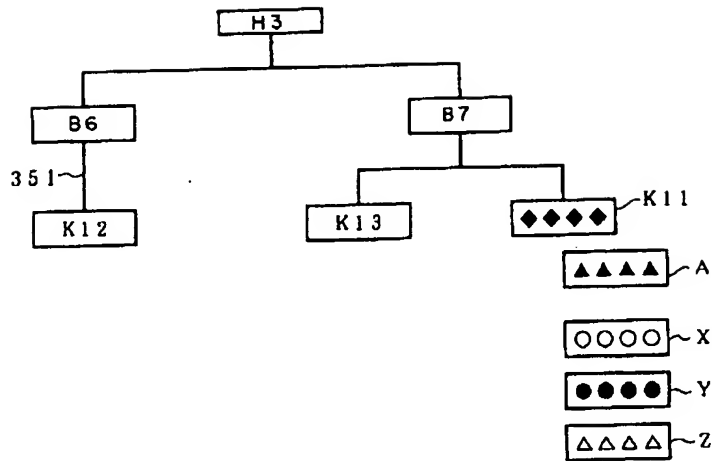 H3
B6
B7
351
K12
K13
◆◆◆◆
K11
▲▲▲▲
A
○○○○
X
●●●●
Y
△△△△
Z